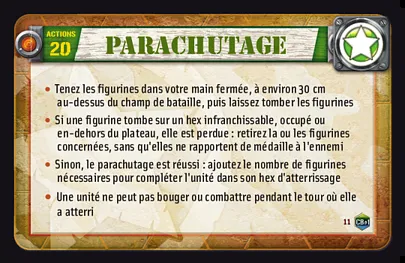 ACTIONS
20
PARACHUTAGE
Tenez les figurines dans votre main fermée, à environ 30 cm
au-dessus du champ de bataille, puis laissez tomber les figurines
Si une figurine tombe sur un hex infranchissable, occupé ou
en-dehors du plateau, elle est perdue : retirez la ou les figurines
concernées, sans qu'elles ne rapportent de médaille à l'ennemi
Sinon, le parachutage est réussi : ajoutez le nombre de figurines
nécessaires pour compléter l'unité dans son hex d'atterrissage
Une unité ne peut pas bouger ou combattre pendant le tour où elle
a atterri
11